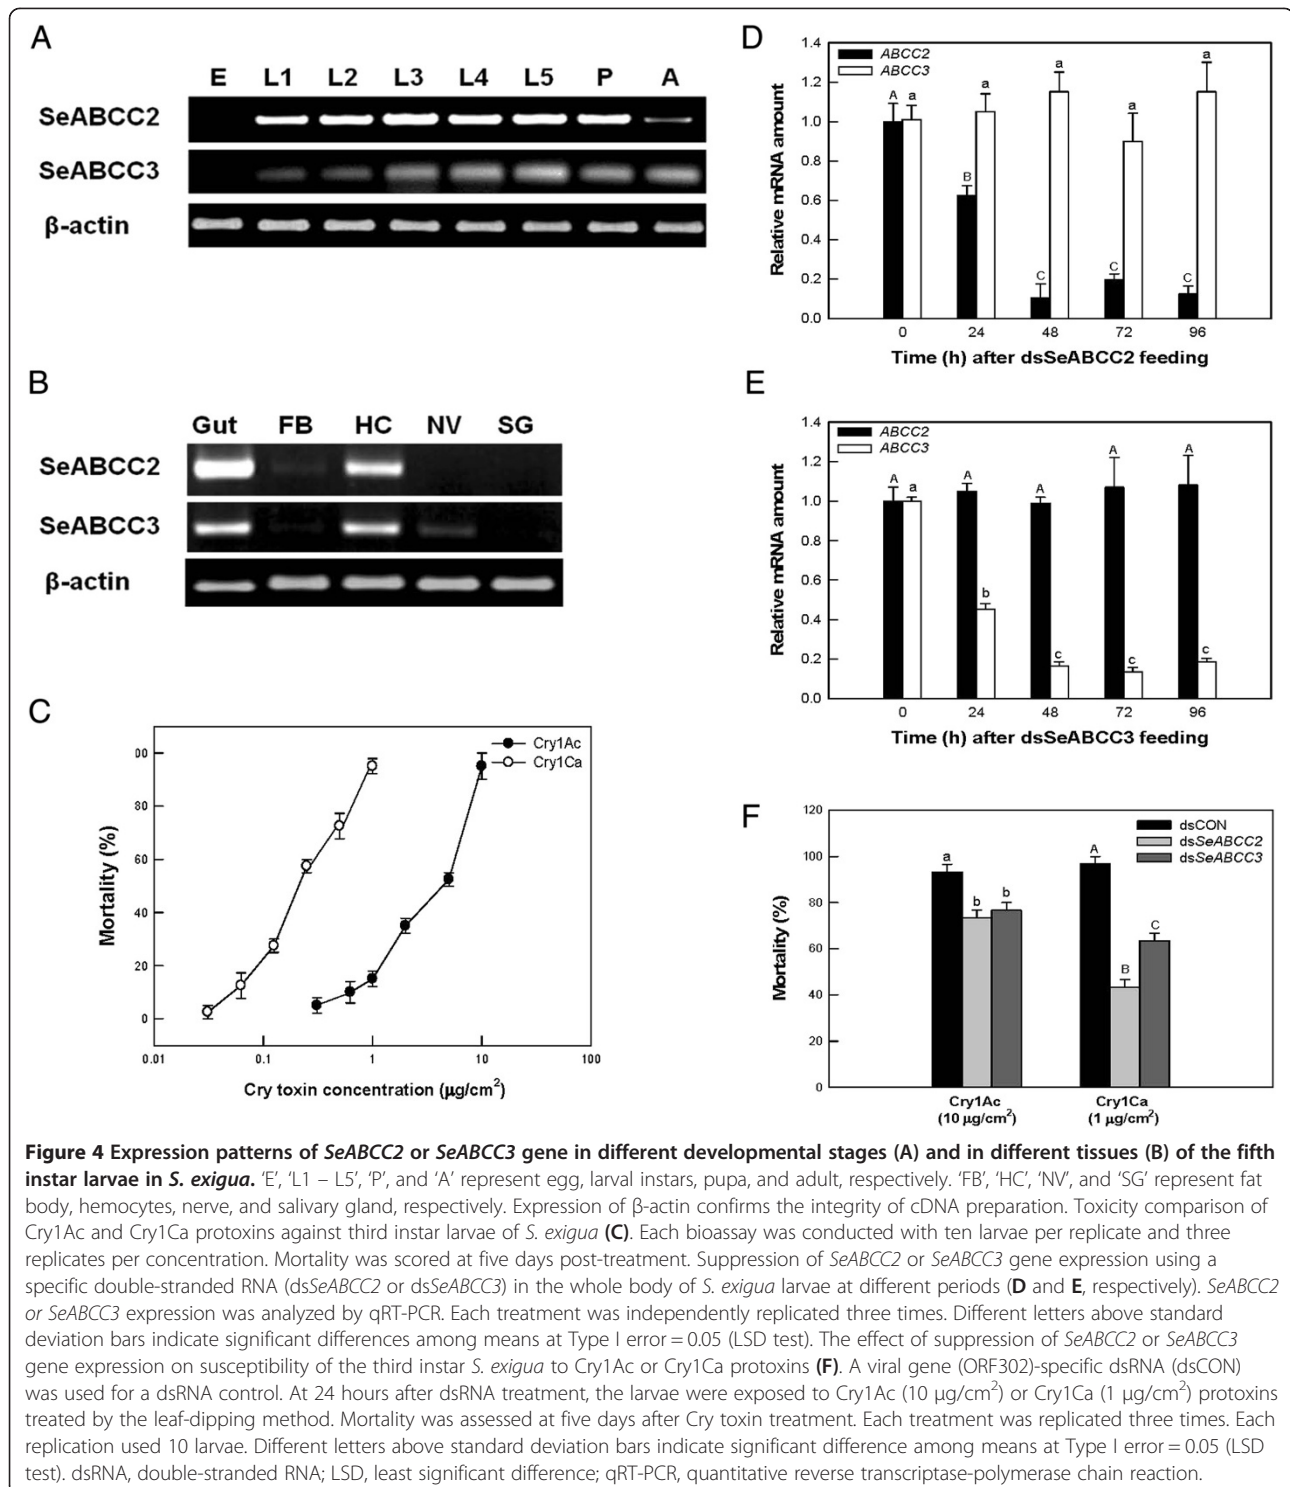 A
E L1 L2 L3 L4 L5 P A
SeABCC2
SeABCC3
β-actin
B
Gut FB HC NV SG
SeABCC2
SeABCC3
β-actin
C
Cry1Ac
Cry1Ca
Mortality (%)
00
80
60
40
20
0
0.01 0.1 1 10 100
Cry toxin concentration (µg/cm²)
D
ABCC2
ABCC3
Relative mRNA amount
1.4
1.2
1.0
0.8
0.6
0.4
0.2
0.0
A a B a C a C a C a
0 24 48 72 96
Time (h) after dsSeABCC2 feeding
E
ABCC2
ABCC3
Relative mRNA amount
1.4
1.2
1.0
0.8
0.6
0.4
0.2
0.0
A a A b A c A c A c
0 24 48 72 96
Time (h) after dsSeABCC3 feeding
F
dsCON
dsSeABCC2
dsSeABCC3
Mortality (%)
120
100
80
60
40
20
0
a b b A B C
Cry1Ac Cry1Ca
(10 µg/cm²) (1 µg/cm²)
Figure 4 Expression patterns of SeABCC2 or SeABCC3 gene in different developmental stages (A) and in different tissues (B) of the fifth
instar larvae in S. exigua. ‘E’, ‘L1 – L5’, ‘P’, and ‘A’ represent egg, larval instars, pupa, and adult, respectively. ‘FB’, ‘HC’, ‘NV’, and ‘SG’ represent fat
body, hemocytes, nerve, and salivary gland, respectively. Expression of β-actin confirms the integrity of cDNA preparation. Toxicity comparison of
Cry1Ac and Cry1Ca protoxins against third instar larvae of S. exigua (C). Each bioassay was conducted with ten larvae per replicate and three
replicates per concentration. Mortality was scored at five days post-treatment. Suppression of SeABCC2 or SeABCC3 gene expression using a
specific double-stranded RNA (dsSeABCC2 or dsSeABCC3) in the whole body of S. exigua larvae at different periods (D and E, respectively). SeABCC2
or SeABCC3 expression was analyzed by qRT-PCR. Each treatment was independently replicated three times. Different letters above standard
deviation bars indicate significant differences among means at Type I error = 0.05 (LSD test). The effect of suppression of SeABCC2 or SeABCC3
gene expression on susceptibility of the third instar S. exigua to Cry1Ac or Cry1Ca protoxins (F). A viral gene (ORF302)-specific dsRNA (dsCON)
was used for a dsRNA control. At 24 hours after dsRNA treatment, the larvae were exposed to Cry1Ac (10 µg/cm²) or Cry1Ca (1 µg/cm²) protoxins
treated by the leaf-dipping method. Mortality was assessed at five days after Cry toxin treatment. Each treatment was replicated three times. Each
replication used 10 larvae. Different letters above standard deviation bars indicate significant difference among means at Type I error = 0.05 (LSD
test). dsRNA, double-stranded RNA; LSD, least significant difference; qRT-PCR, quantitative reverse transcriptase-polymerase chain reaction.